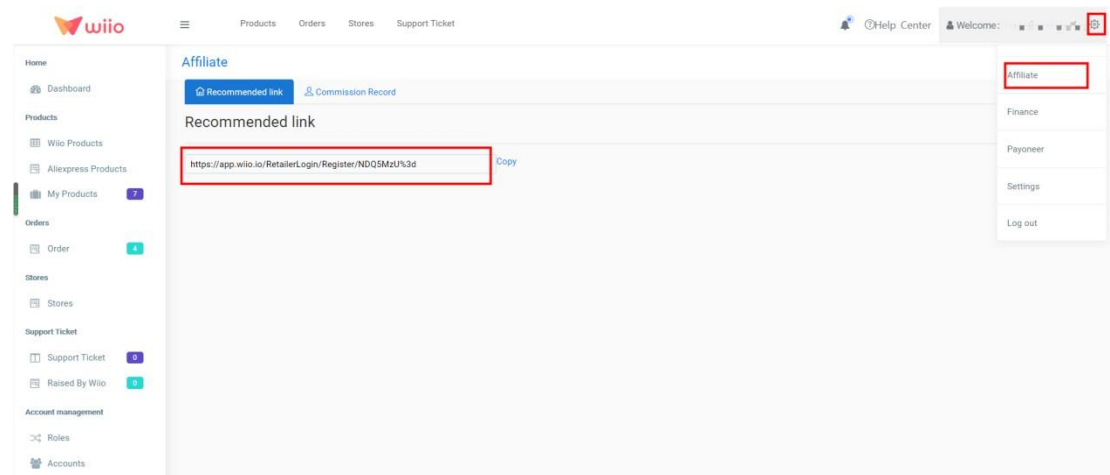 wiio
Products Orders Stores Support Ticket
Help Center Welcome:
Home
Dashboard
Products
Wiio Products
Aliexpress Products
My Products 7
Orders
Order 4
Stores
Stores
Support Ticket
Support Ticket 0
Raised By Wiio 0
Account management
Roles
Accounts
Affiliate
Recommended link Commission Record
Recommended link
https://app.wiio.io/RetailerLogin/Register/NDQ5MzU%3d Copy
Affiliate
Finance
Payoneer
Settings
Log out